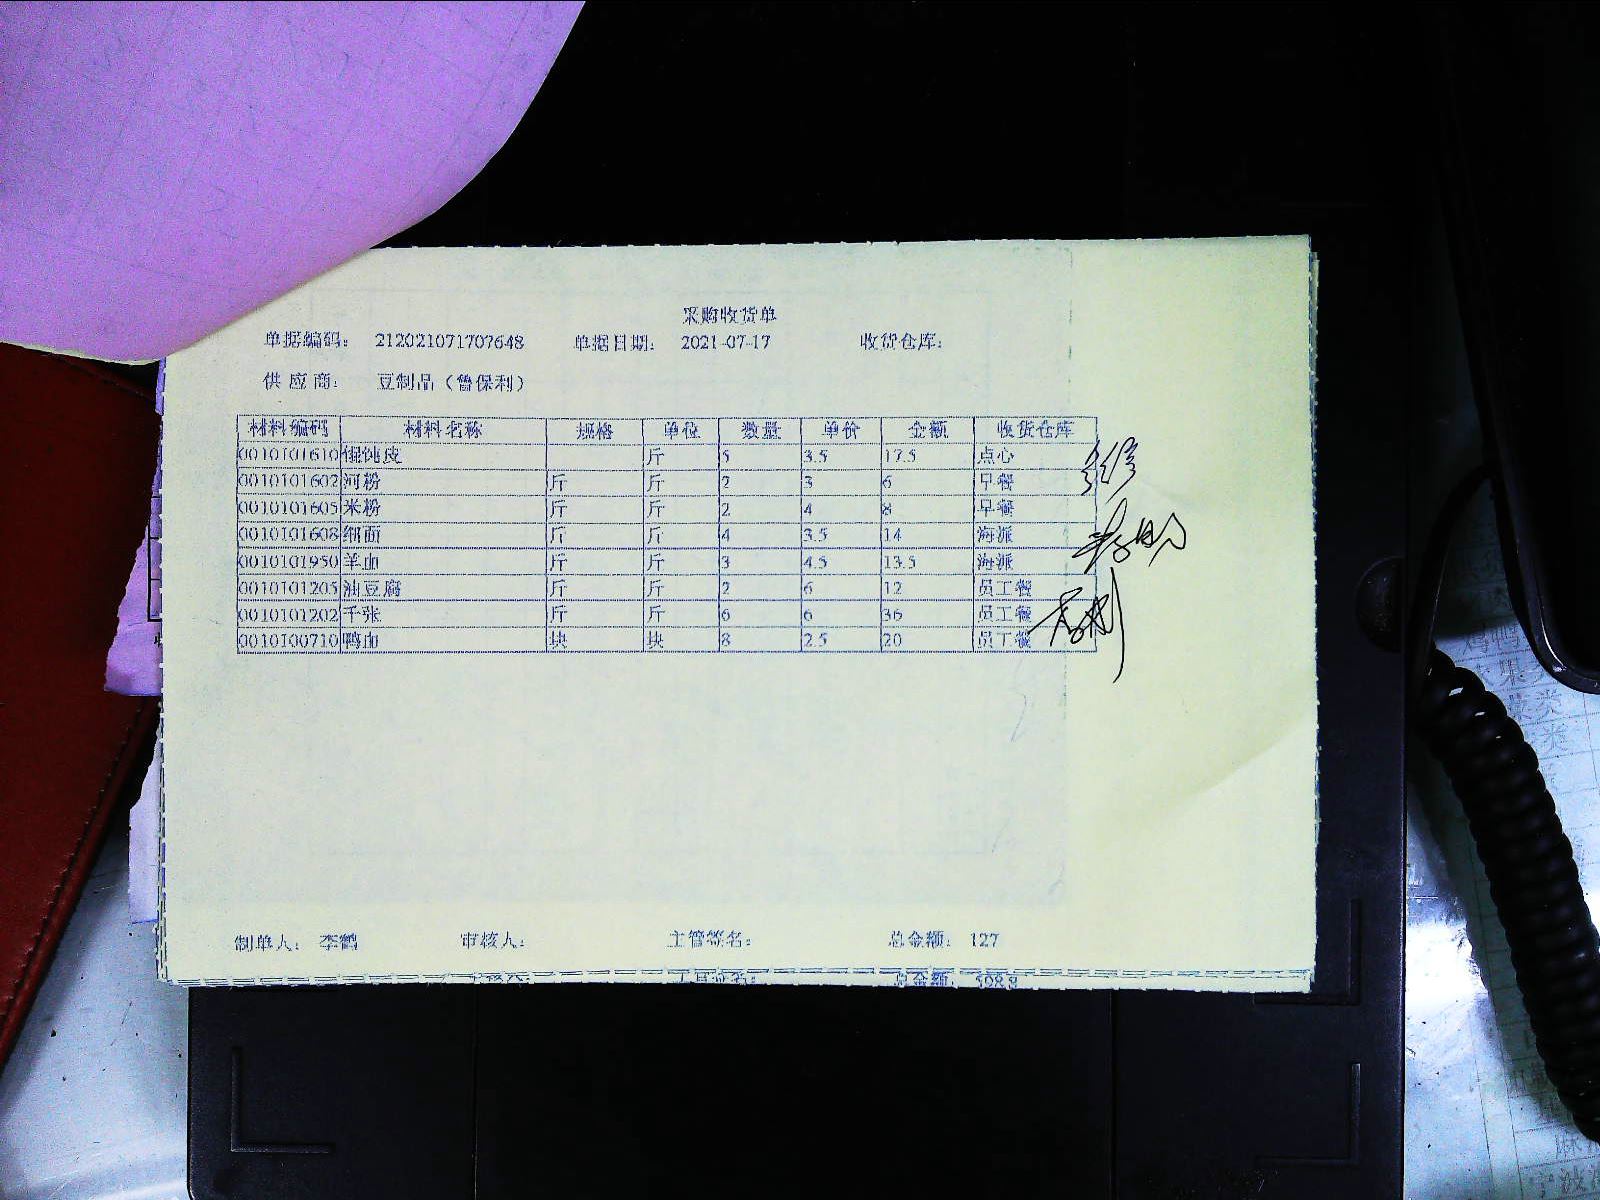 采购收货单
单据编码： 212021071707648 单据日期： 2021-07-17 收货仓库：
供应商： 豆制品（鲁保利）
材料编码 材料名称 规格 单位 数量 单价 金额 收货仓库
0010101610 馄饨皮 斤 5 3.5 17.5 点心
0010101602 河粉 斤 斤 2 3 6 早餐
0010101605 米粉 斤 斤 2 4 8 早餐
0010101608 细面 斤 斤 4 3.5 14 海派
0010101950 羊血 斤 斤 3 4.5 13.5 海派
0010101205 油豆腐 斤 斤 2 6 12 员工餐
0010101202 千张 斤 斤 6 6 36 员工餐
0010100710 鸭血 块 块 8 2.5 20 员工餐
制单人： 李鹤 审核人： 主管签名： 总金额： 127
总金额：